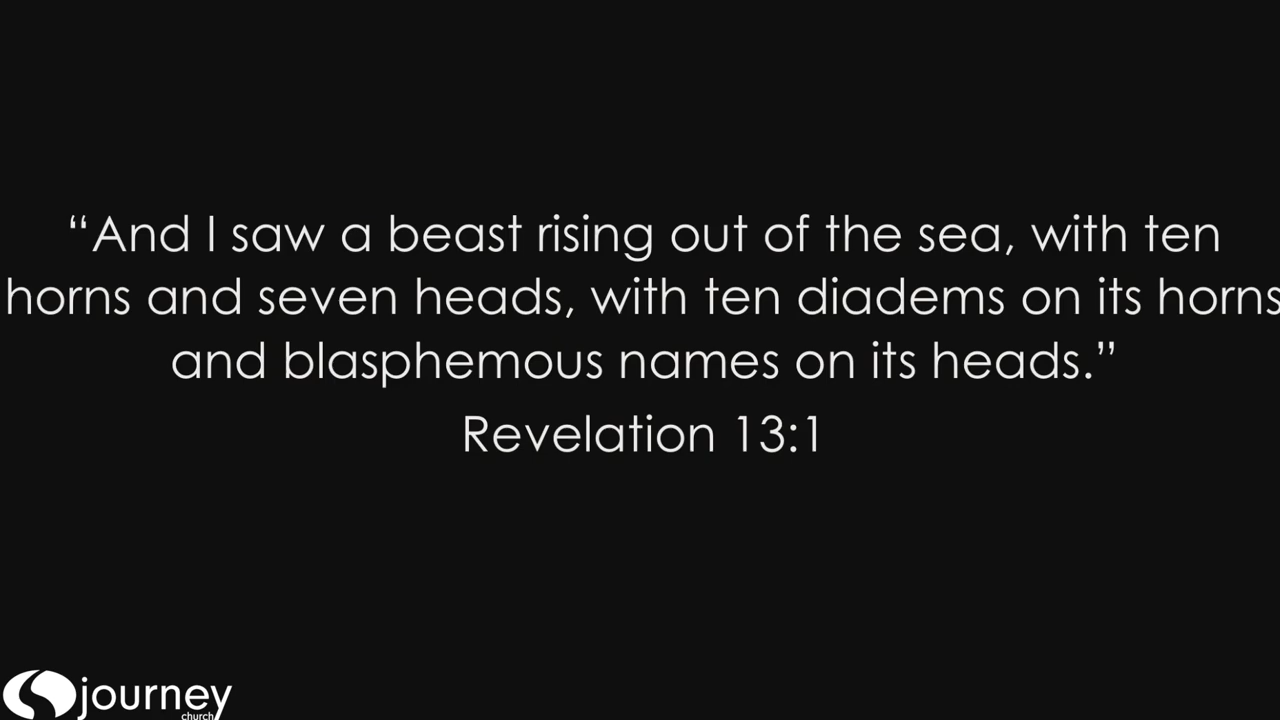 “And I saw a beast rising out of the sea, with ten
horns and seven heads, with ten diadems on its horns
and blasphemous names on its heads.”
Revelation 13:1
journey
church